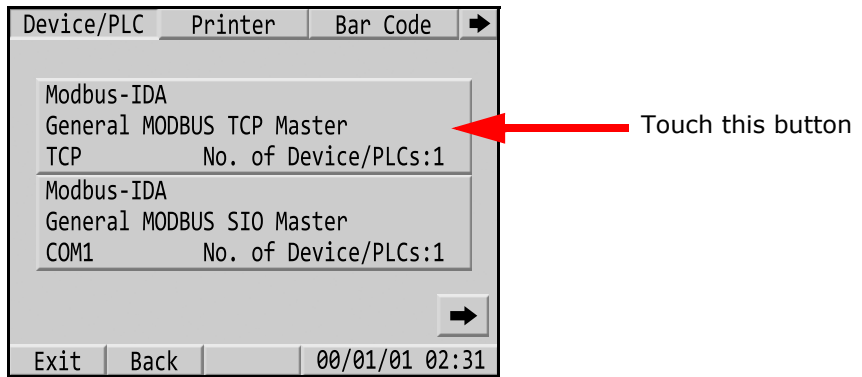 Device/PLC Printer Bar Code
Modbus-IDA
General MODBUS TCP Master
TCP No. of Device/PLCs:1
Touch this button
Modbus-IDA
General MODBUS SIO Master
COM1 No. of Device/PLCs:1
Exit Back 00/01/01 02:31